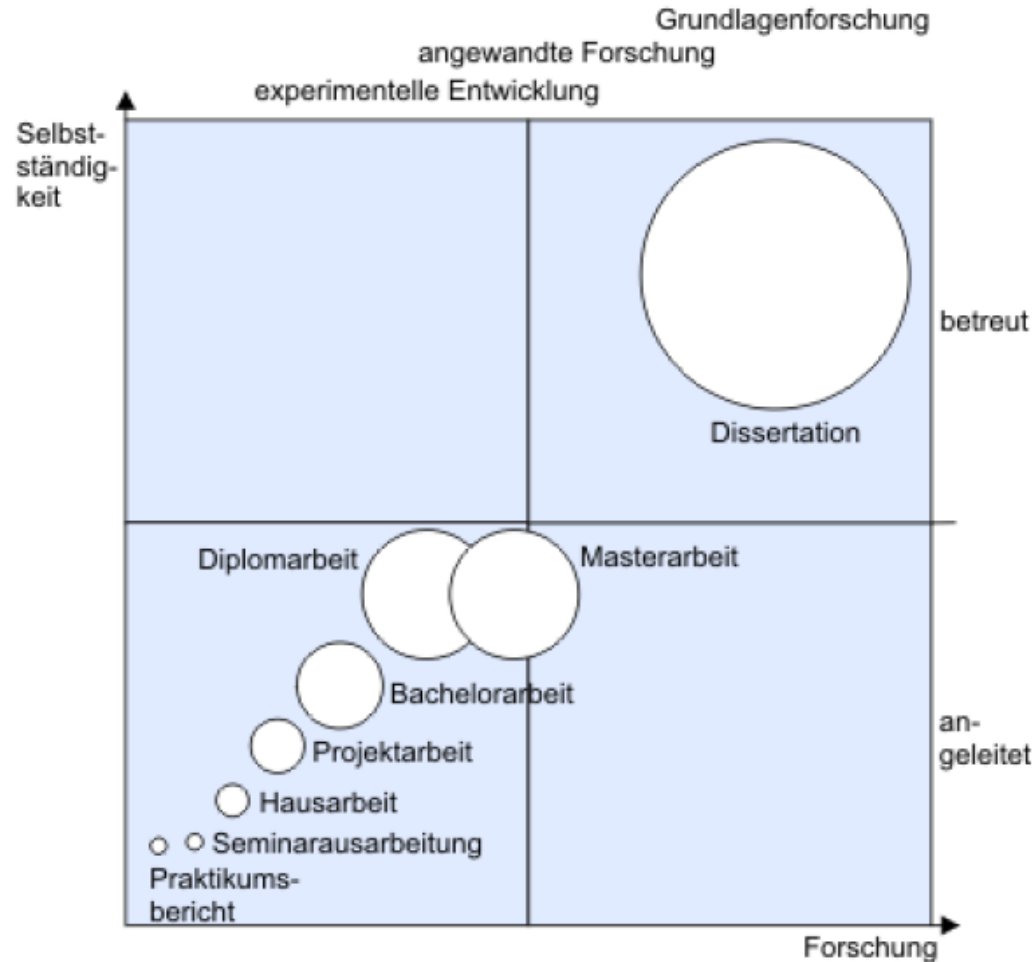 Grundlagenforschung
angewandte Forschung
experimentelle Entwicklung
Selbst-
ständig-
keit
betreut
Dissertation
Diplomarbeit
Masterarbeit
Bachelorarbeit
an-
geleitet
Projektarbeit
Hausarbeit
Seminarausarbeitung
Praktikums-
bericht
Forschung